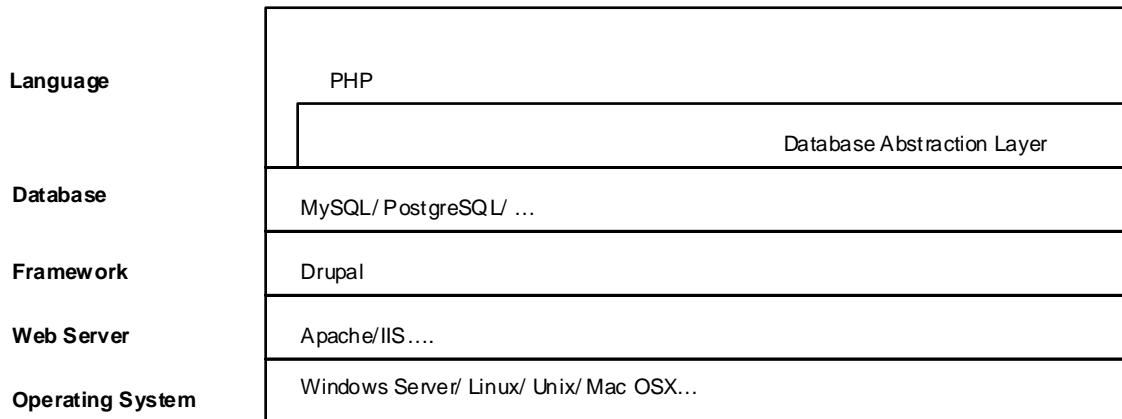 Language PHP
Database Abstraction Layer
Database MySQL/ PostgreSQL/ …
Framework Drupal
Web Server Apache/IIS….
Operating System Windows Server/ Linux/ Unix/ Mac OSX…